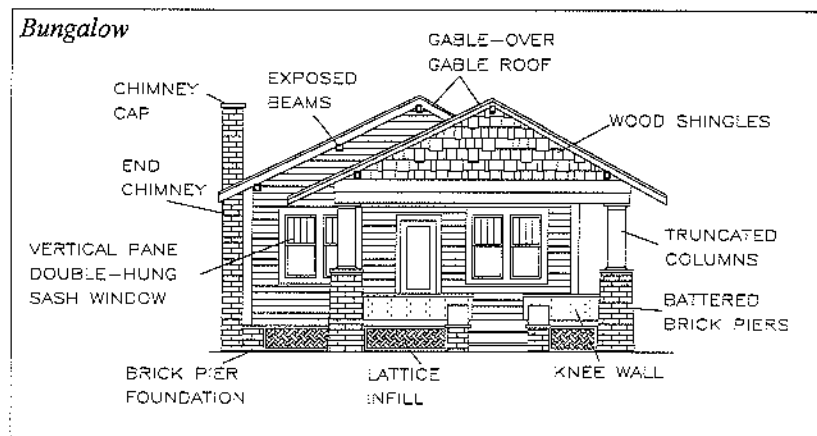 Bungalow
GABLE-OVER
GABLE ROOF
CHIMNEY
CAP
EXPOSED
BEAMS
WOOD SHINGLES
END
CHIMNEY
VERTICAL PANE
DOUBLE-HUNG
SASH WINDOW
TRUNCATED
COLUMNS
BATTERED
BRICK PIERS
BRICK PIER
FOUNDATION
LATTICE
INFILL
KNEE WALL